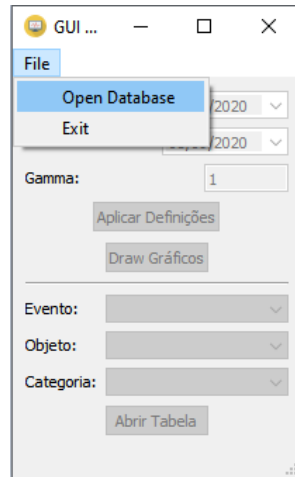 GUI ...
File
Open Database
/2020
Exit
/2020
Gamma: 1
Aplicar Definições
Draw Gráficos
Evento:
Objeto:
Categoria:
Abrir Tabela